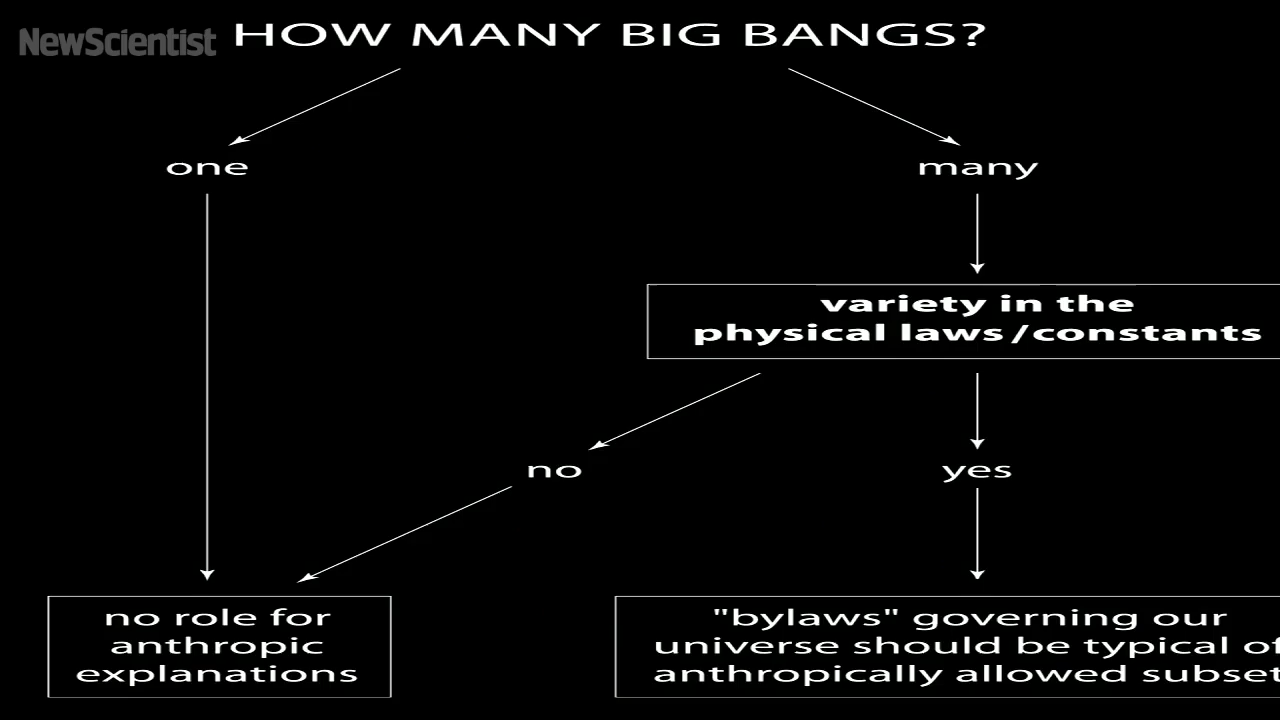 NewScientist
HOW MANY BIG BANGS?
one
many
variety in the
physical laws/constants
no
yes
no role for
anthropic
explanations
"bylaws" governing our
universe should be typical of
anthropically allowed subset